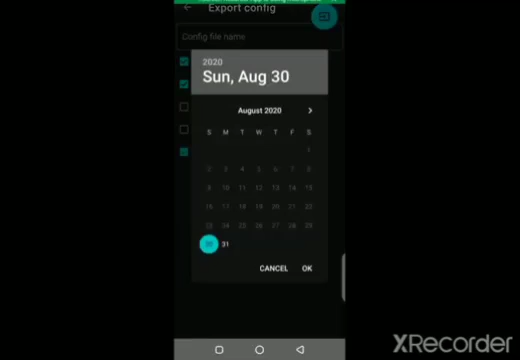 Export config
Config file name
2020
Sun, Aug 30
August 2020
S M T W T F S
1
2 3 4 5 6 7 8
9 10 11 12 13 14 15
16 17 18 19 20 21 22
23 24 25 26 27 28 29
30 31
CANCEL OK
XRecorder